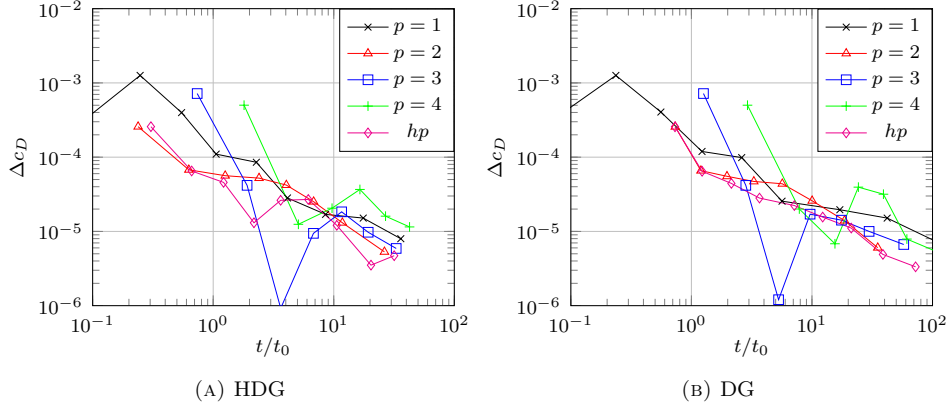 10^{-2}
10^{-3}
10^{-4}
10^{-5}
10^{-6}
Δc_D
10^{-1}
10^0
10^1
10^2
t/t_0
p = 1
p = 2
p = 3
p = 4
hp
(A) HDG
10^{-2}
10^{-3}
10^{-4}
10^{-5}
10^{-6}
Δc_D
10^{-1}
10^0
10^1
10^2
t/t_0
p = 1
p = 2
p = 3
p = 4
hp
(B) DG